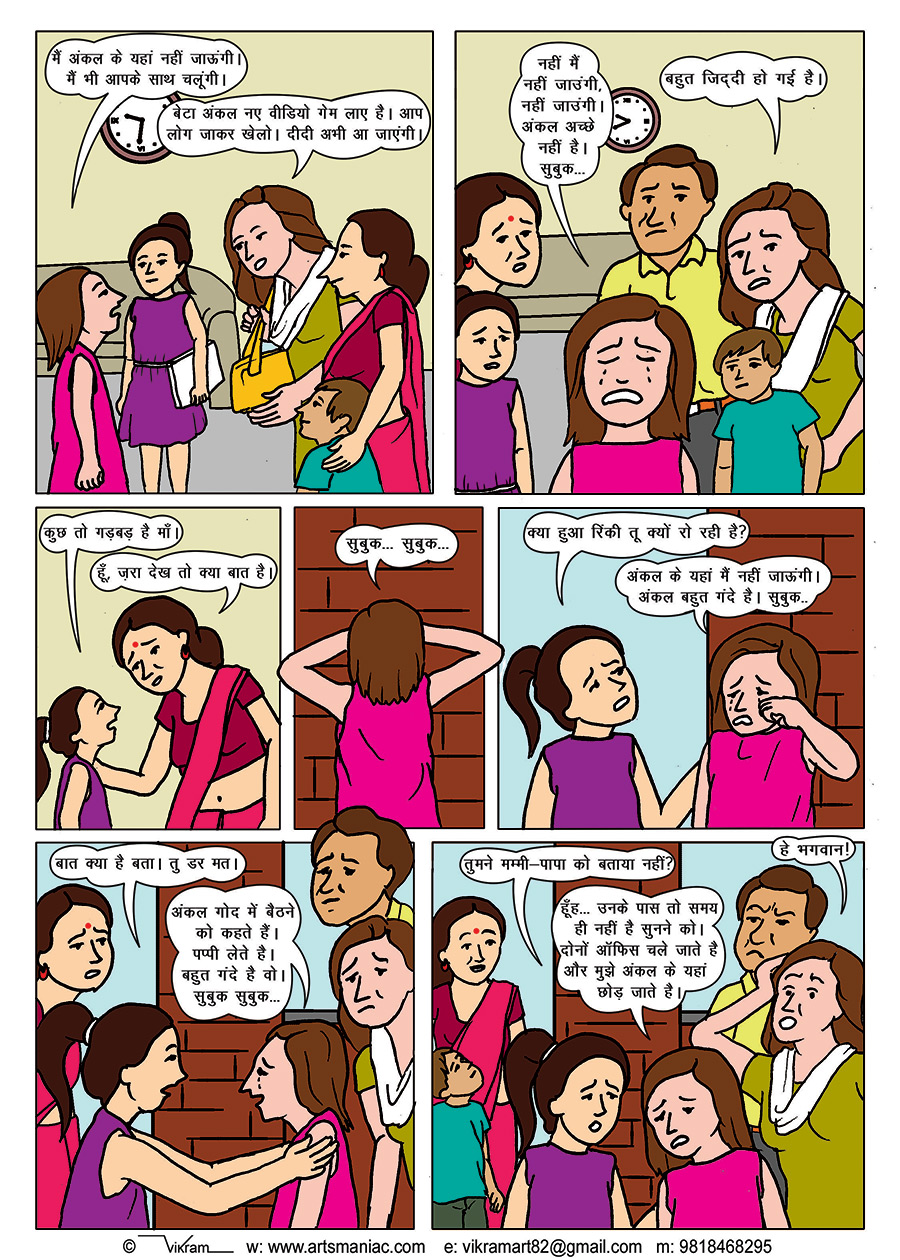 मैं अंकल के यहां नहीं जाऊंगी।
मैं भी आपके साथ चलूंगी।
बेटा अंकल नए वीडियो गेम लाए है। आप
लोग जाकर खेलो। दीदी अभी आ जाएंगी।
नहीं मैं
नहीं जाउंगी,
नहीं जाउंगी।
अंकल अच्छे
नहीं है।
सुबुक...
बहुत जिद्दी हो गई है।
कुछ तो गड़बड़ है माँ।
हूँ, ज़रा देख तो क्या बात है।
सुबुक... सुबुक...
क्या हुआ रिंकी तू क्यों रो रही है?
अंकल के यहां मैं नहीं जाऊंगी।
अंकल बहुत गंदे है। सुबुक..
बात क्या है बता। तु डर मत।
अंकल गोद में बैठने
को कहते हैं।
पप्पी लेते है।
बहुत गंदे है वो।
सुबुक सुबुक...
तुमने मम्मी–पापा को बताया नहीं?
हूँह... उनके पास तो समय
ही नहीं है सुनने को।
दोनों ऑफिस चले जाते है
और मुझे अंकल के यहां
छोड़ जाते है।
हे भगवान!
© Vikram w: www.artsmaniac.com e: vikramart82@gmail.com m: 9818468295